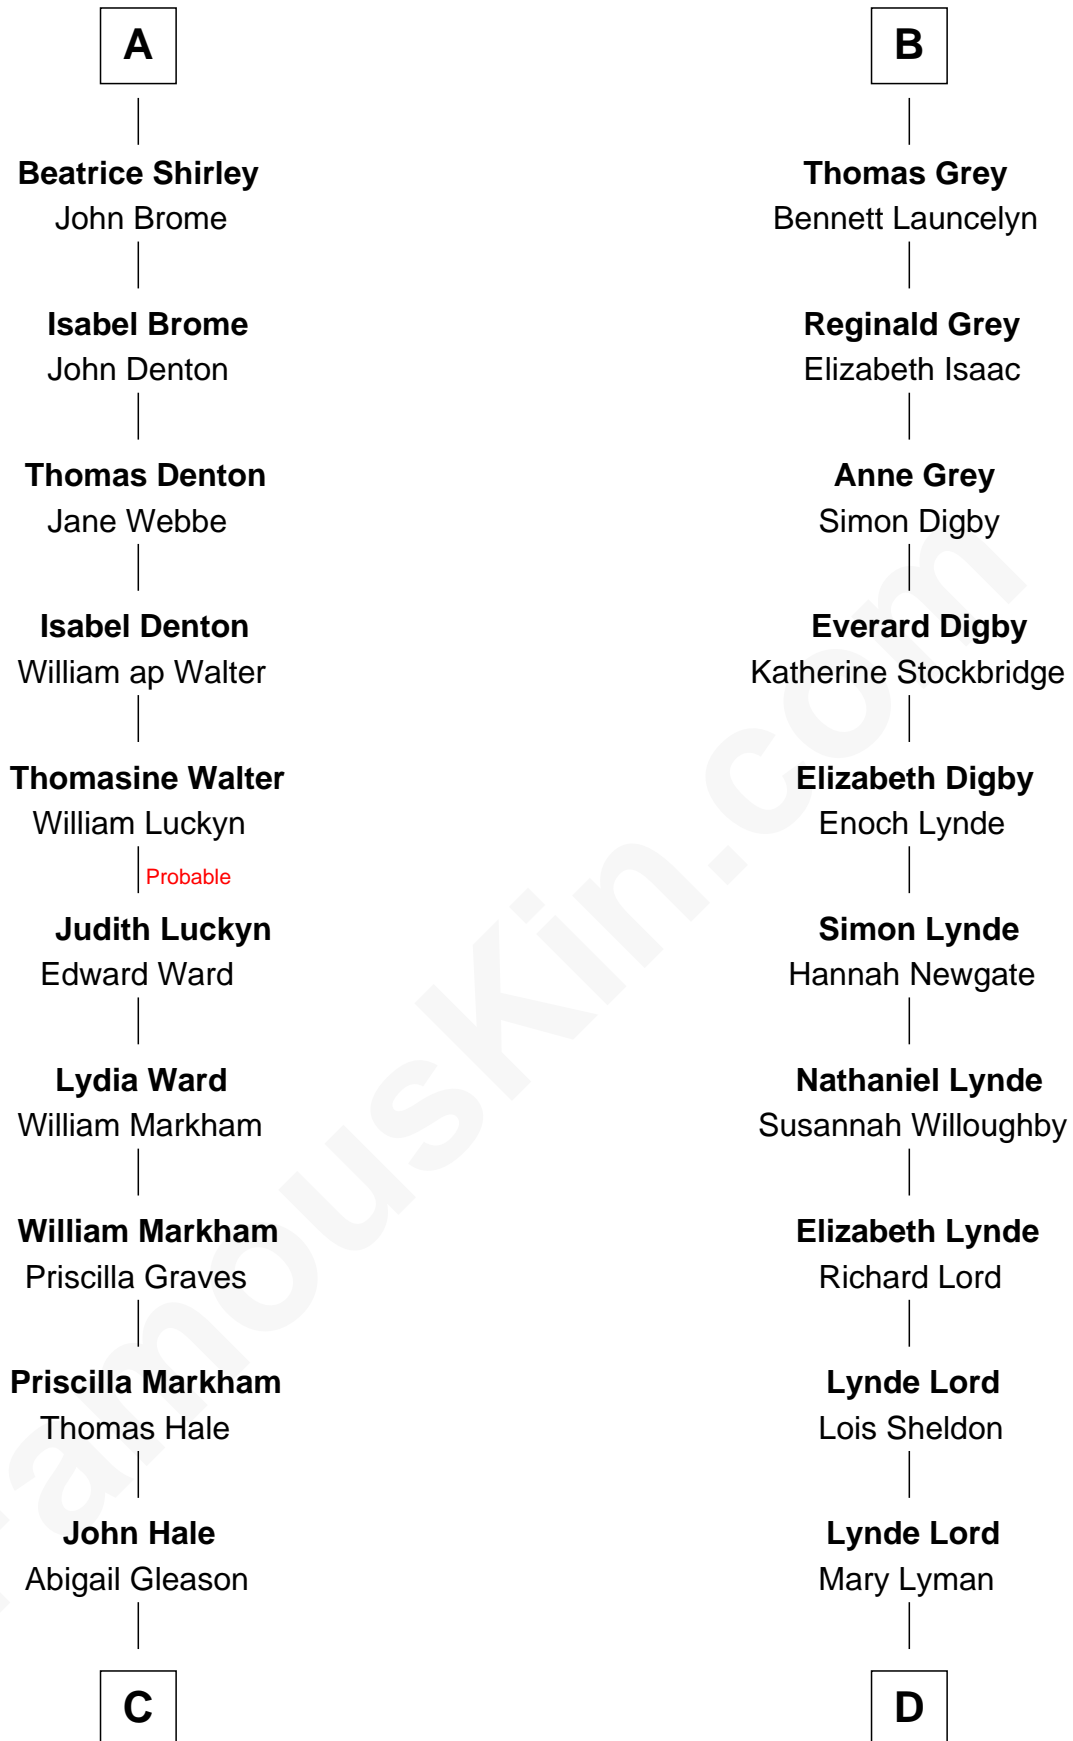 A
B
Beatrice Shirley
John Brome
Thomas Grey
Bennett Launcelyn
Isabel Brome
John Denton
Reginald Grey
Elizabeth Isaac
Thomas Denton
Jane Webbe
Anne Grey
Simon Digby
Isabel Denton
William ap Walter
Everard Digby
Katherine Stockbridge
Thomasine Walter
William Luckyn
Elizabeth Digby
Enoch Lynde
Probable
Judith Luckyn
Edward Ward
Simon Lynde
Hannah Newgate
Lydia Ward
William Markham
Nathaniel Lynde
Susannah Willoughby
William Markham
Priscilla Graves
Elizabeth Lynde
Richard Lord
Priscilla Markham
Thomas Hale
Lynde Lord
Lois Sheldon
John Hale
Abigail Gleason
Lynde Lord
Mary Lyman
C
D
FamousKin.com